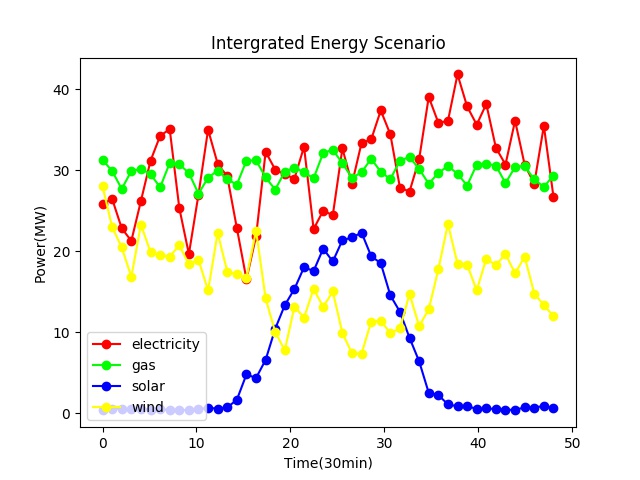 Intergrated Energy Scenario
40
30
20
10
0
Power(MW)
electricity
gas
solar
wind
0 10 20 30 40 50
Time(30min)